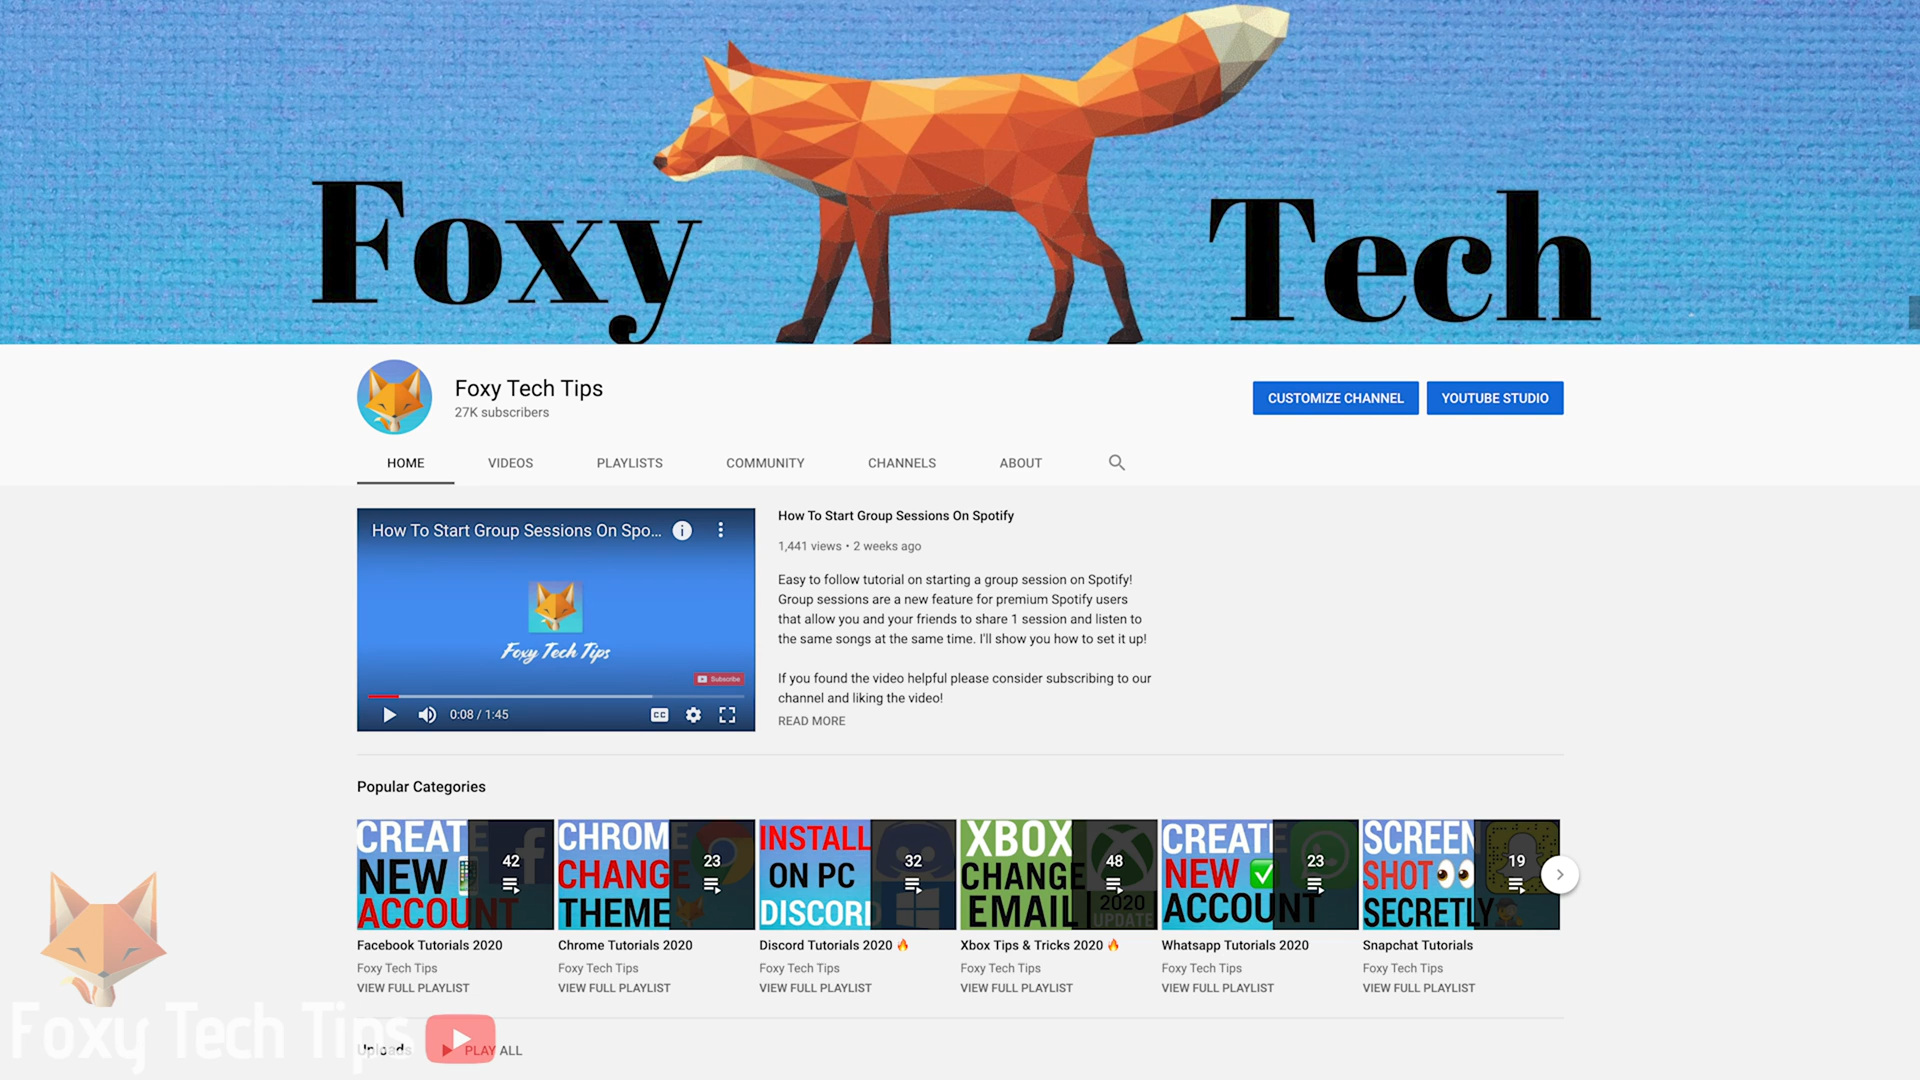 Foxy Tech
Foxy Tech Tips
27K subscribers
CUSTOMIZE CHANNEL
YOUTUBE STUDIO
HOME
VIDEOS
PLAYLISTS
COMMUNITY
CHANNELS
ABOUT
How To Start Group Sessions On Spo...
Foxy Tech Tips
Subscribe
0:08 / 1:45
CC
How To Start Group Sessions On Spotify
1,441 views • 2 weeks ago
Easy to follow tutorial on starting a group session on Spotify!
Group sessions are a new feature for premium Spotify users
that allow you and your friends to share 1 session and listen to
the same songs at the same time. I'll show you how to set it up!
If you found the video helpful please consider subscribing to our
channel and liking the video!
READ MORE
Popular Categories
CREATE
NEW
ACCOUNT
42
Facebook Tutorials 2020
Foxy Tech Tips
VIEW FULL PLAYLIST
CHROME
CHANGE
THEME
23
Chrome Tutorials 2020
Foxy Tech Tips
VIEW FULL PLAYLIST
INSTALL
ON PC
DISCORD
32
Discord Tutorials 2020 🔥
Foxy Tech Tips
VIEW FULL PLAYLIST
XBOX
CHANGE
EMAIL
2020
UPDATE
48
Xbox Tips & Tricks 2020 🔥
Foxy Tech Tips
VIEW FULL PLAYLIST
CREATE
NEW ✅
ACCOUNT
23
Whatsapp Tutorials 2020
Foxy Tech Tips
VIEW FULL PLAYLIST
SCREEN
SHOT 👀
SECRETLY
19
Snapchat Tutorials
Foxy Tech Tips
VIEW FULL PLAYLIST
Foxy Tech Tips
Uploads
PLAY ALL